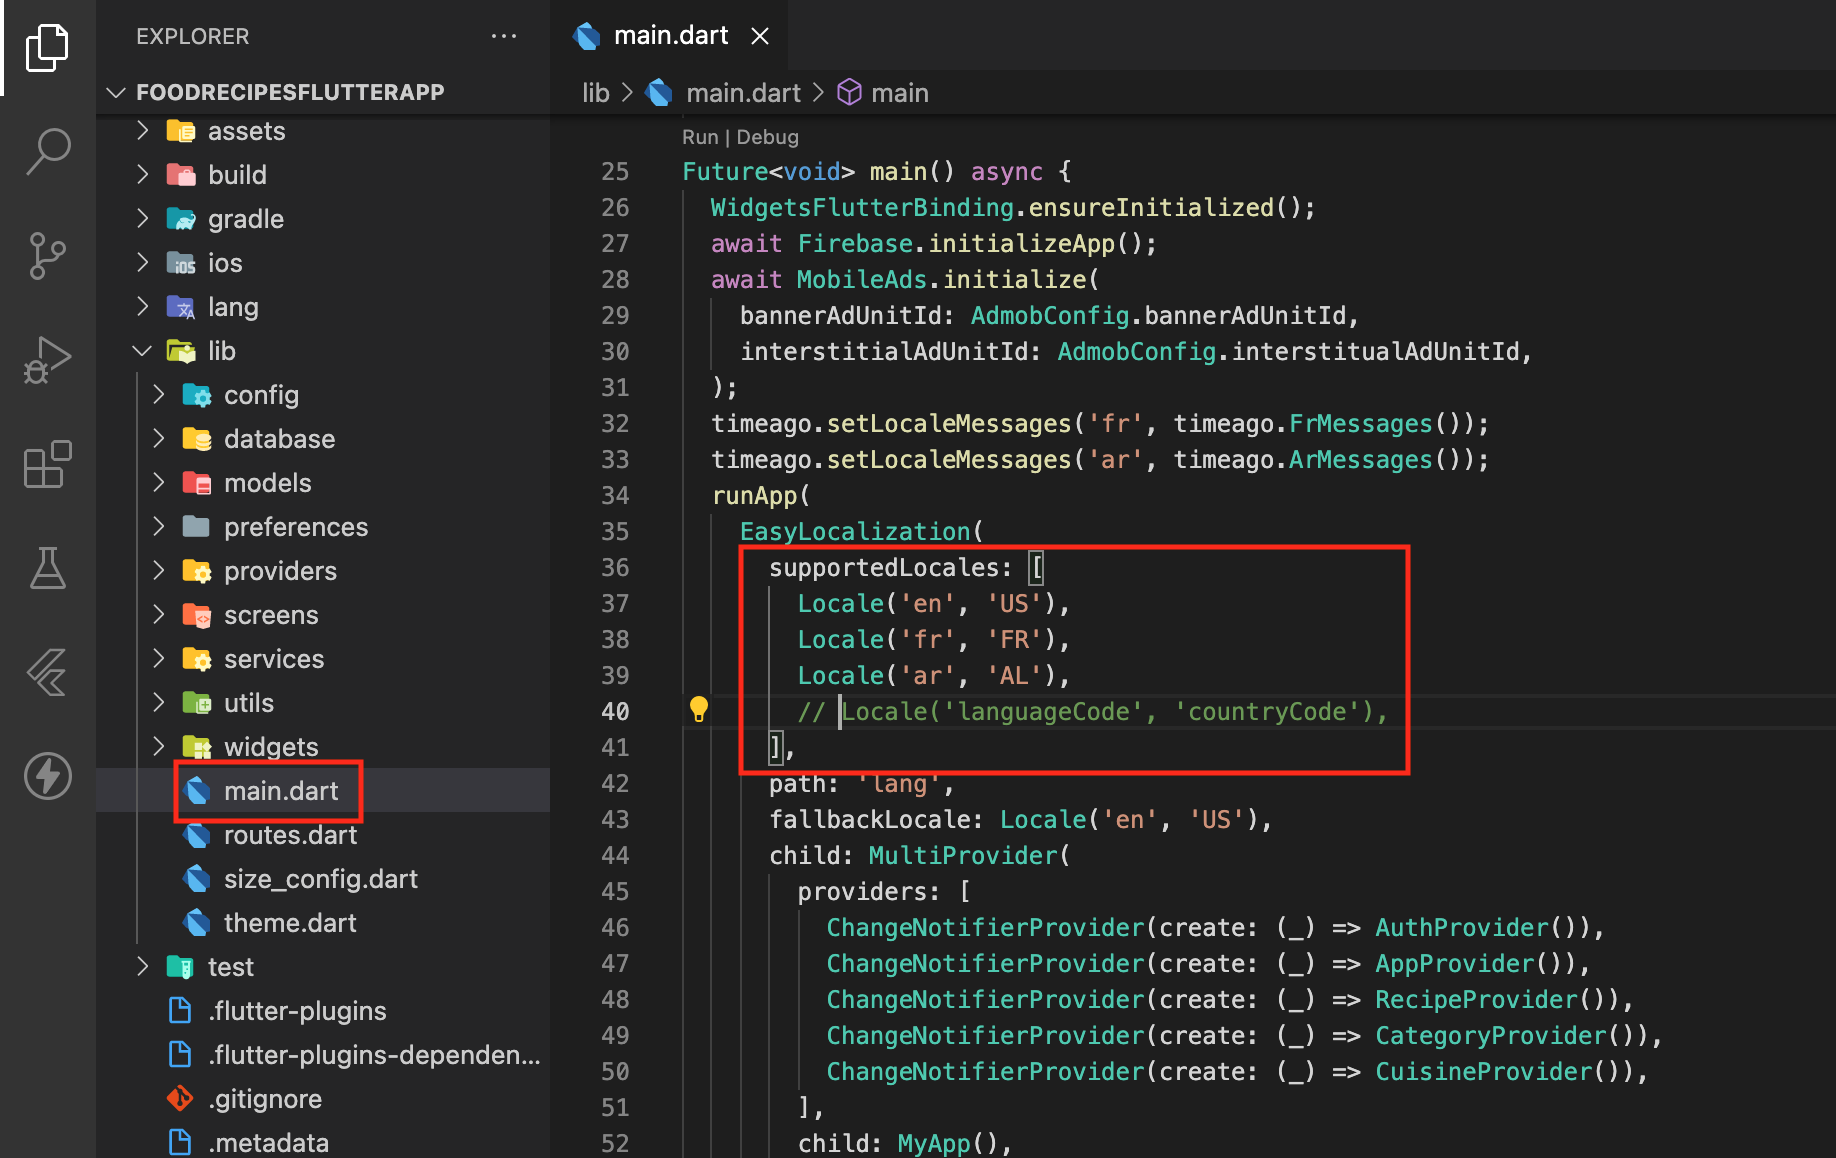 EXPLORER
FOODRECIPESFLUTTERAPP
assets
build
gradle
ios
lang
lib
config
database
models
preferences
providers
screens
services
utils
widgets
main.dart
routes.dart
size_config.dart
theme.dart
test
.flutter-plugins
.flutter-plugins-dependen...
.gitignore
.metadata
main.dart
lib > main.dart > main
Run | Debug
25 Future<void> main() async {
26 WidgetsFlutterBinding.ensureInitialized();
27 await Firebase.initializeApp();
28 await MobileAds.initialize(
29 bannerAdUnitId: AdmobConfig.bannerAdUnitId,
30 interstitialAdUnitId: AdmobConfig.interstitualAdUnitId,
31 );
32 timeago.setLocaleMessages('fr', timeago.FrMessages());
33 timeago.setLocaleMessages('ar', timeago.ArMessages());
34 runApp(
35 EasyLocalization(
36 supportedLocales: [
37 Locale('en', 'US'),
38 Locale('fr', 'FR'),
39 Locale('ar', 'AL'),
40 // Locale('languageCode', 'countryCode'),
41 ],
42 path: 'lang',
43 fallbackLocale: Locale('en', 'US'),
44 child: MultiProvider(
45 providers: [
46 ChangeNotifierProvider(create: (_) => AuthProvider()),
47 ChangeNotifierProvider(create: (_) => AppProvider()),
48 ChangeNotifierProvider(create: (_) => RecipeProvider()),
49 ChangeNotifierProvider(create: (_) => CategoryProvider()),
50 ChangeNotifierProvider(create: (_) => CuisineProvider()),
51 ],
52 child: MyApp(),